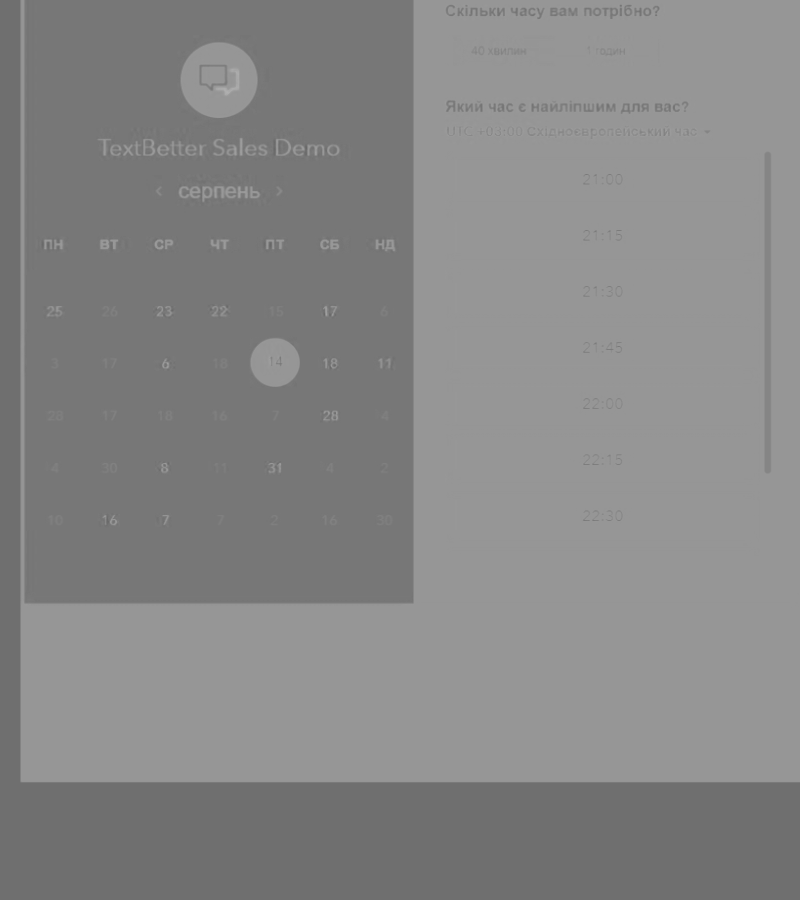 TextBetter Sales Demo
‹ серпень ›
ПН ВТ СР ЧТ ПТ СБ НД
25 26 23 22 15 17 6
3 17 6 18 14 18 11
28 17 18 16 7 28 4
4 30 8 11 31 4 2
10 16 7 7 2 16 30
Скільки часу вам потрібно?
40 хвилин 1 годин
Який час є найліпшим для вас?
UTC +03:00 Східноєвропейський час
21:00
21:15
21:30
21:45
22:00
22:15
22:30